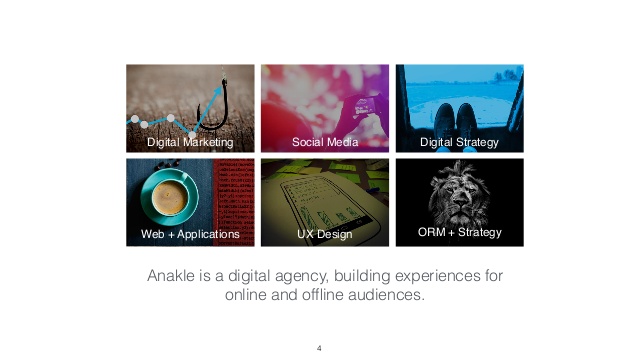 Digital Marketing
Social Media
Digital Strategy
Web + Applications
UX Design
ORM + Strategy
Anakle is a digital agency, building experiences for
online and offline audiences.
4